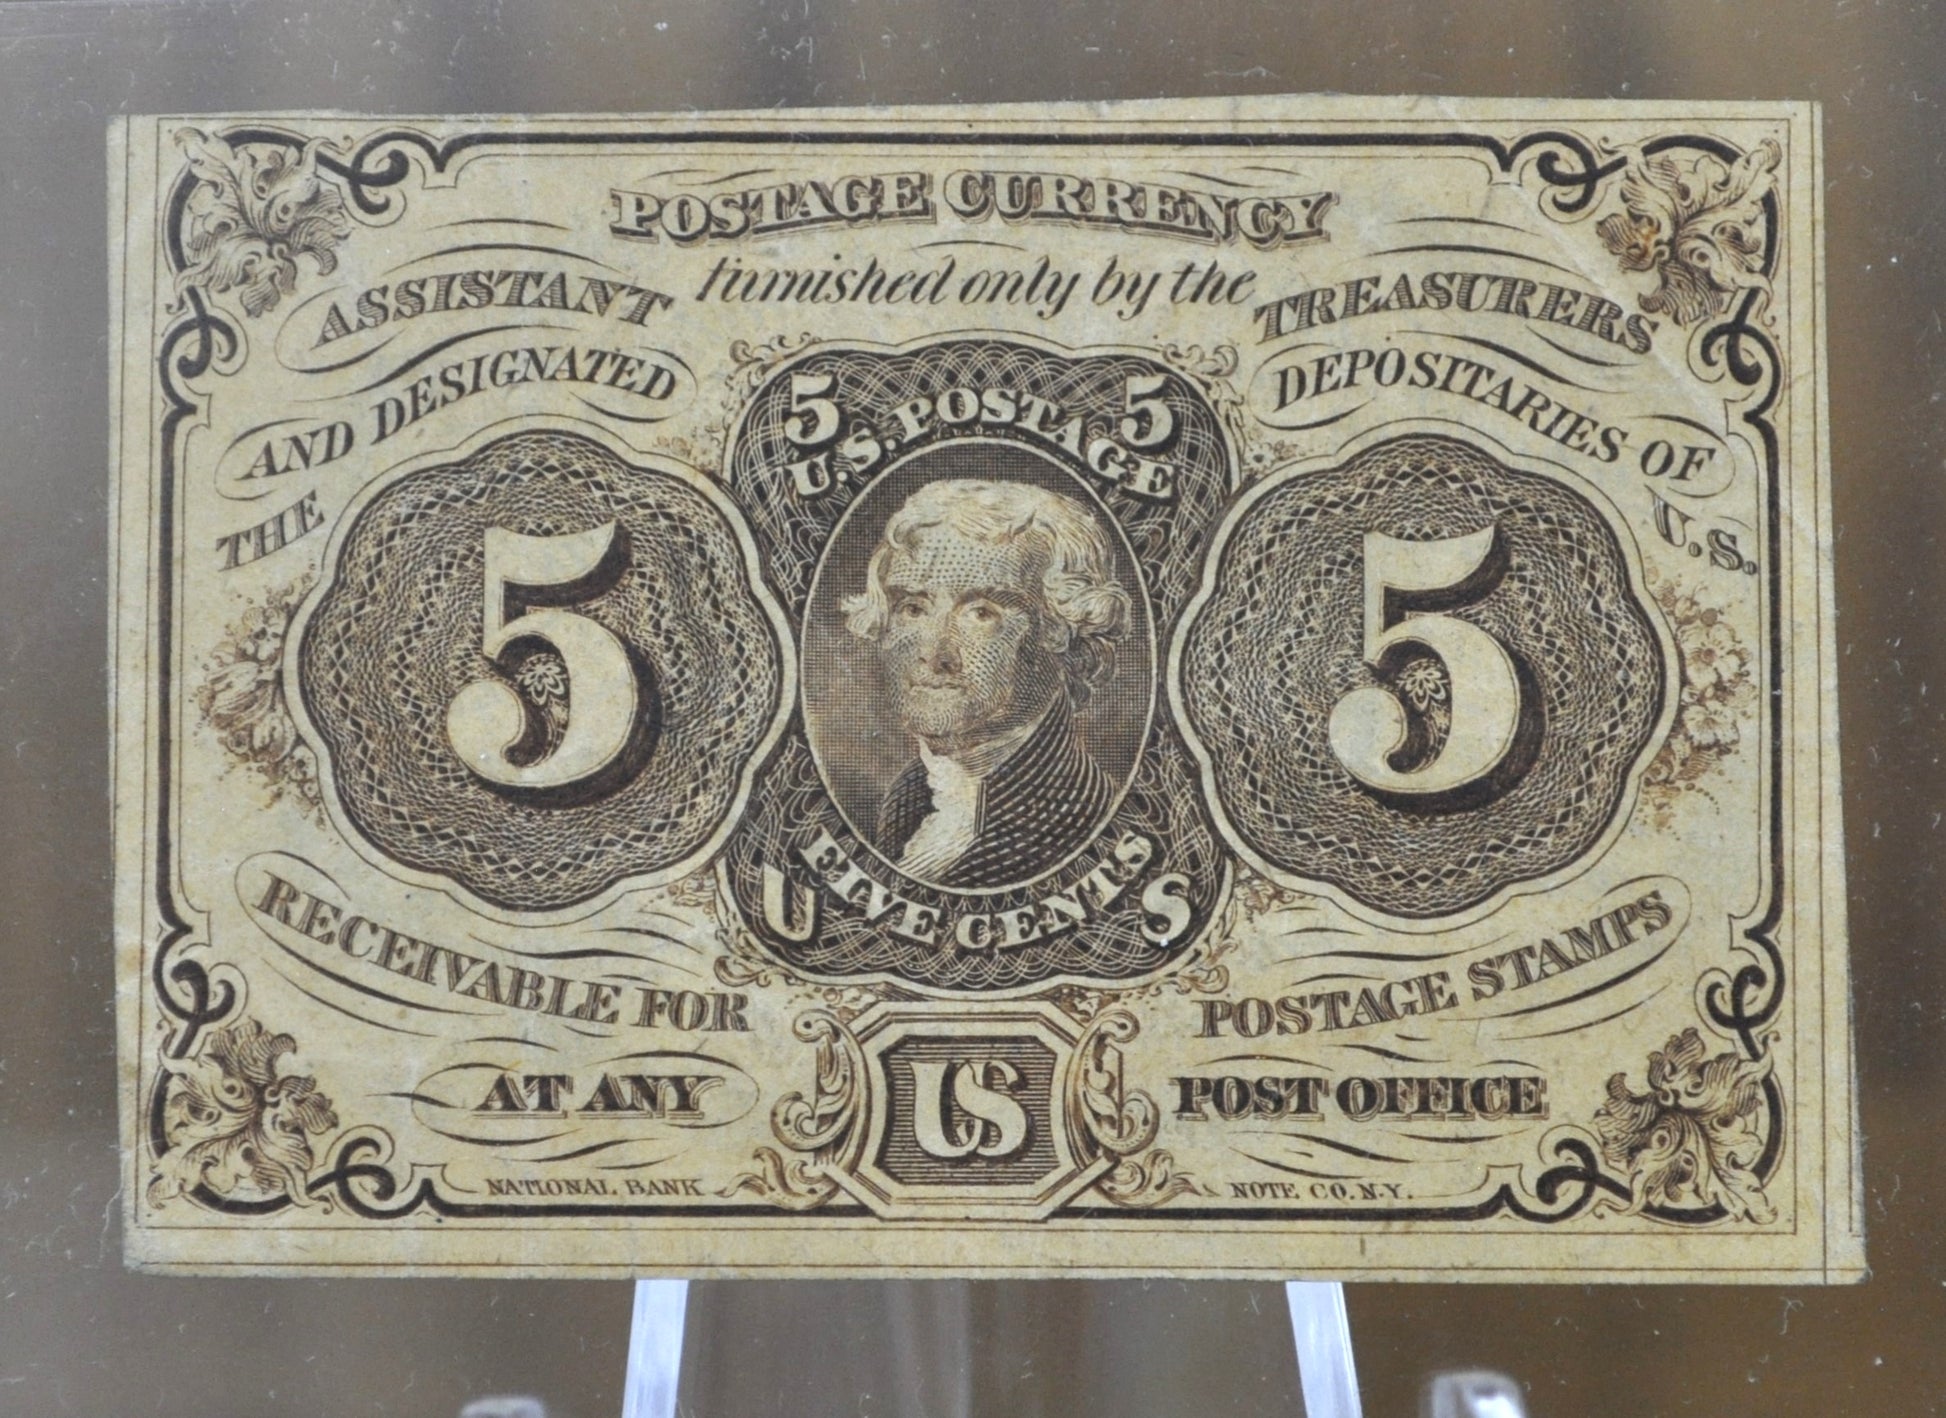 POSTAGE CURRENCY
furnished only by the
ASSISTANT TREASURERS
AND DESIGNATED DEPOSITARIES OF
THE U.S.
5 5
U.S. POSTAGE
5 5
FIVE CENTS
U S
RECEIVABLE FOR POSTAGE STAMPS
AT ANY US POST OFFICE
NATIONAL BANK NOTE CO. N.Y.